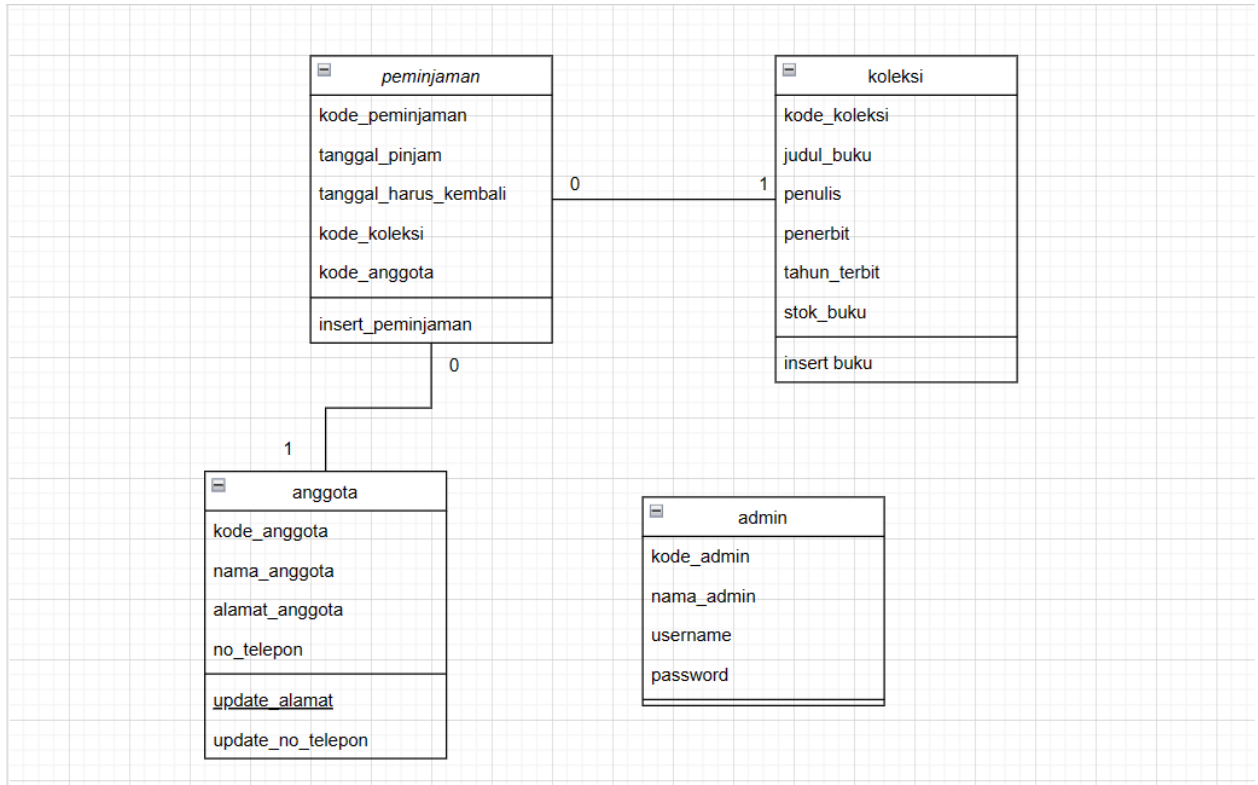 peminjaman
kode_peminjaman
tanggal_pinjam
tanggal_harus_kembali
kode_koleksi
kode_anggota
insert_peminjaman
0
1
koleksi
kode_koleksi
judul_buku
penulis
penerbit
tahun_terbit
stok_buku
insert buku
0
1
anggota
kode_anggota
nama_anggota
alamat_anggota
no_telepon
update_alamat
update_no_telepon
admin
kode_admin
nama_admin
username
password